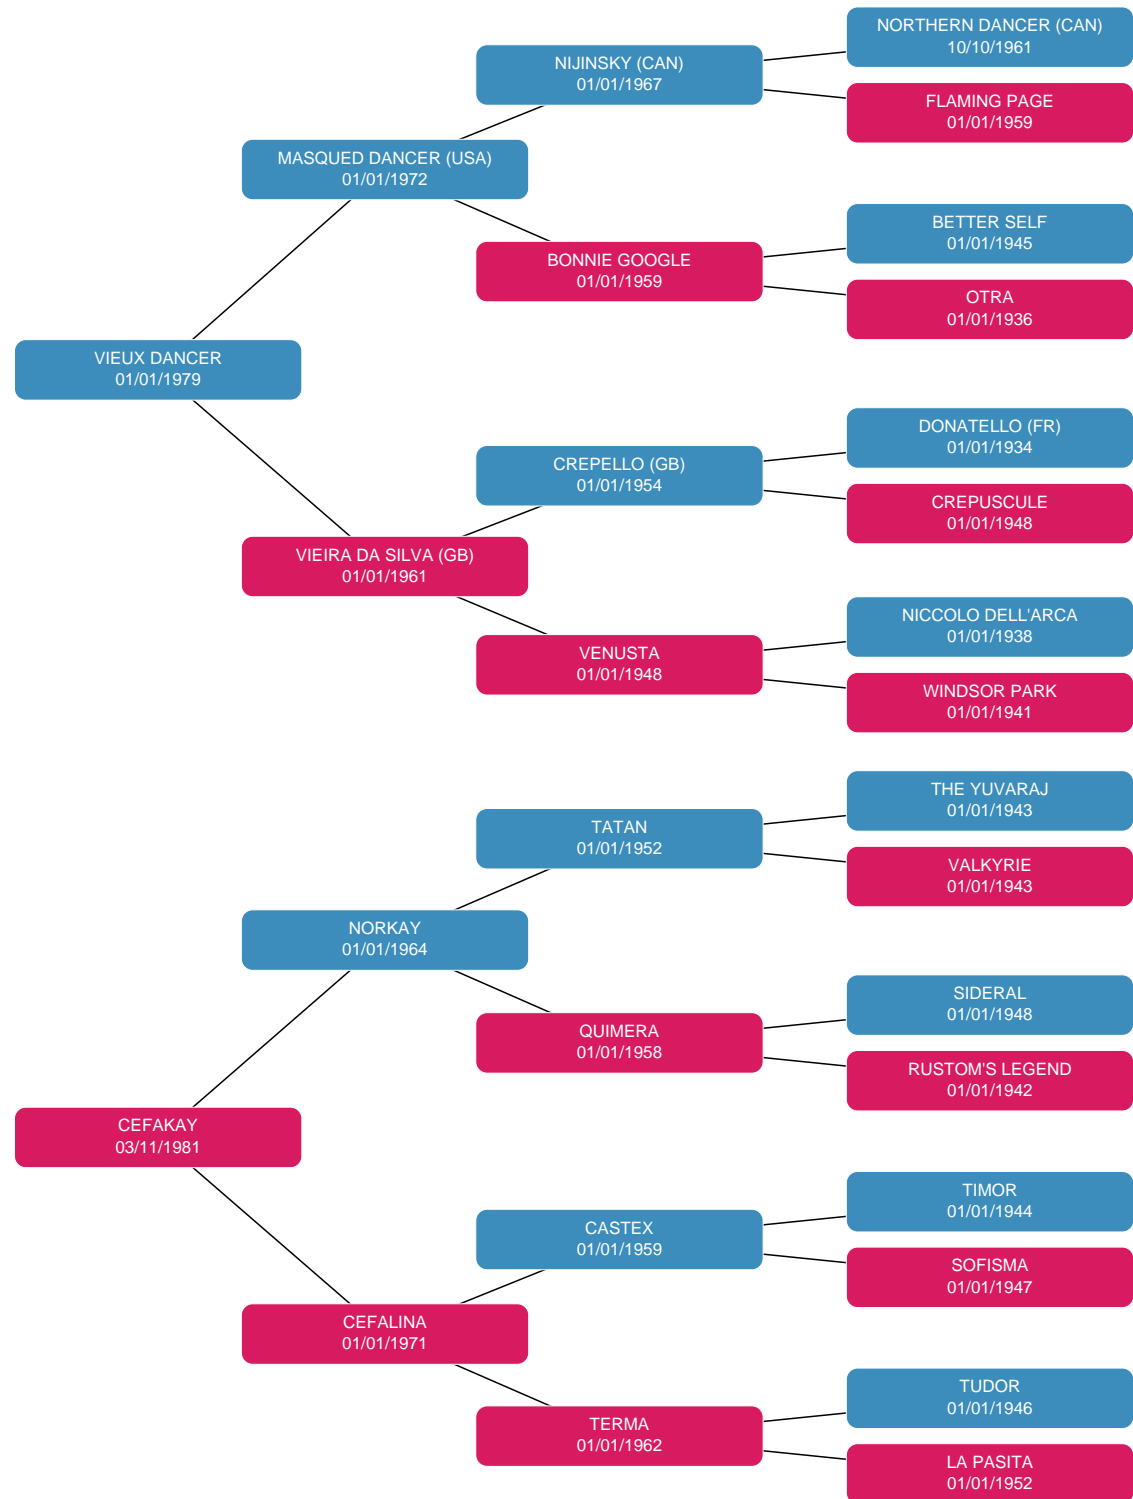 NORTHERN DANCER (CAN)
10/10/1961
NIJINSKY (CAN)
01/01/1967
FLAMING PAGE
01/01/1959
MASQUED DANCER (USA)
01/01/1972
BETTER SELF
01/01/1945
BONNIE GOOGLE
01/01/1959
OTRA
01/01/1936
VIEUX DANCER
01/01/1979
DONATELLO (FR)
01/01/1934
CREPELLO (GB)
01/01/1954
CREPUSCULE
01/01/1948
VIEIRA DA SILVA (GB)
01/01/1961
NICCOLO DELL'ARCA
01/01/1938
VENUSTA
01/01/1948
WINDSOR PARK
01/01/1941
THE YUVARAJ
01/01/1943
TATAN
01/01/1952
VALKYRIE
01/01/1943
NORKAY
01/01/1964
SIDERAL
01/01/1948
QUIMERA
01/01/1958
RUSTOM'S LEGEND
01/01/1942
CEFAKAY
03/11/1981
TIMOR
01/01/1944
CASTEX
01/01/1959
SOFISMA
01/01/1947
CEFALINA
01/01/1971
TUDOR
01/01/1946
TERMA
01/01/1962
LA PASITA
01/01/1952